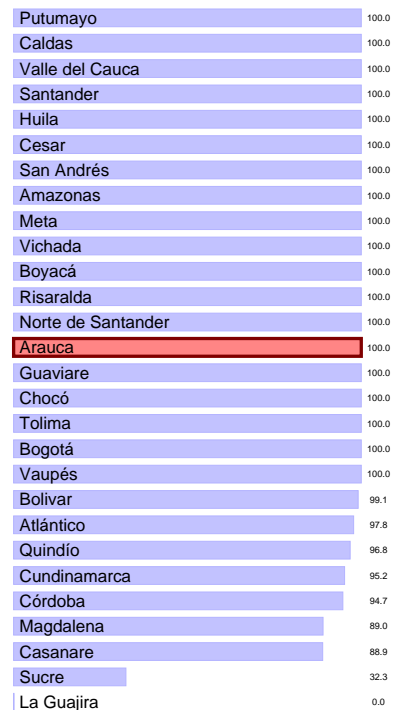 Putumayo 100.0
Caldas 100.0
Valle del Cauca 100.0
Santander 100.0
Huila 100.0
Cesar 100.0
San Andrés 100.0
Amazonas 100.0
Meta 100.0
Vichada 100.0
Boyacá 100.0
Risaralda 100.0
Norte de Santander 100.0
Arauca 100.0
Guaviare 100.0
Chocó 100.0
Tolima 100.0
Bogotá 100.0
Vaupés 100.0
Bolivar 99.1
Atlántico 97.8
Quindío 96.8
Cundinamarca 95.2
Córdoba 94.7
Magdalena 89.0
Casanare 88.9
Sucre 32.3
La Guajira 0.0